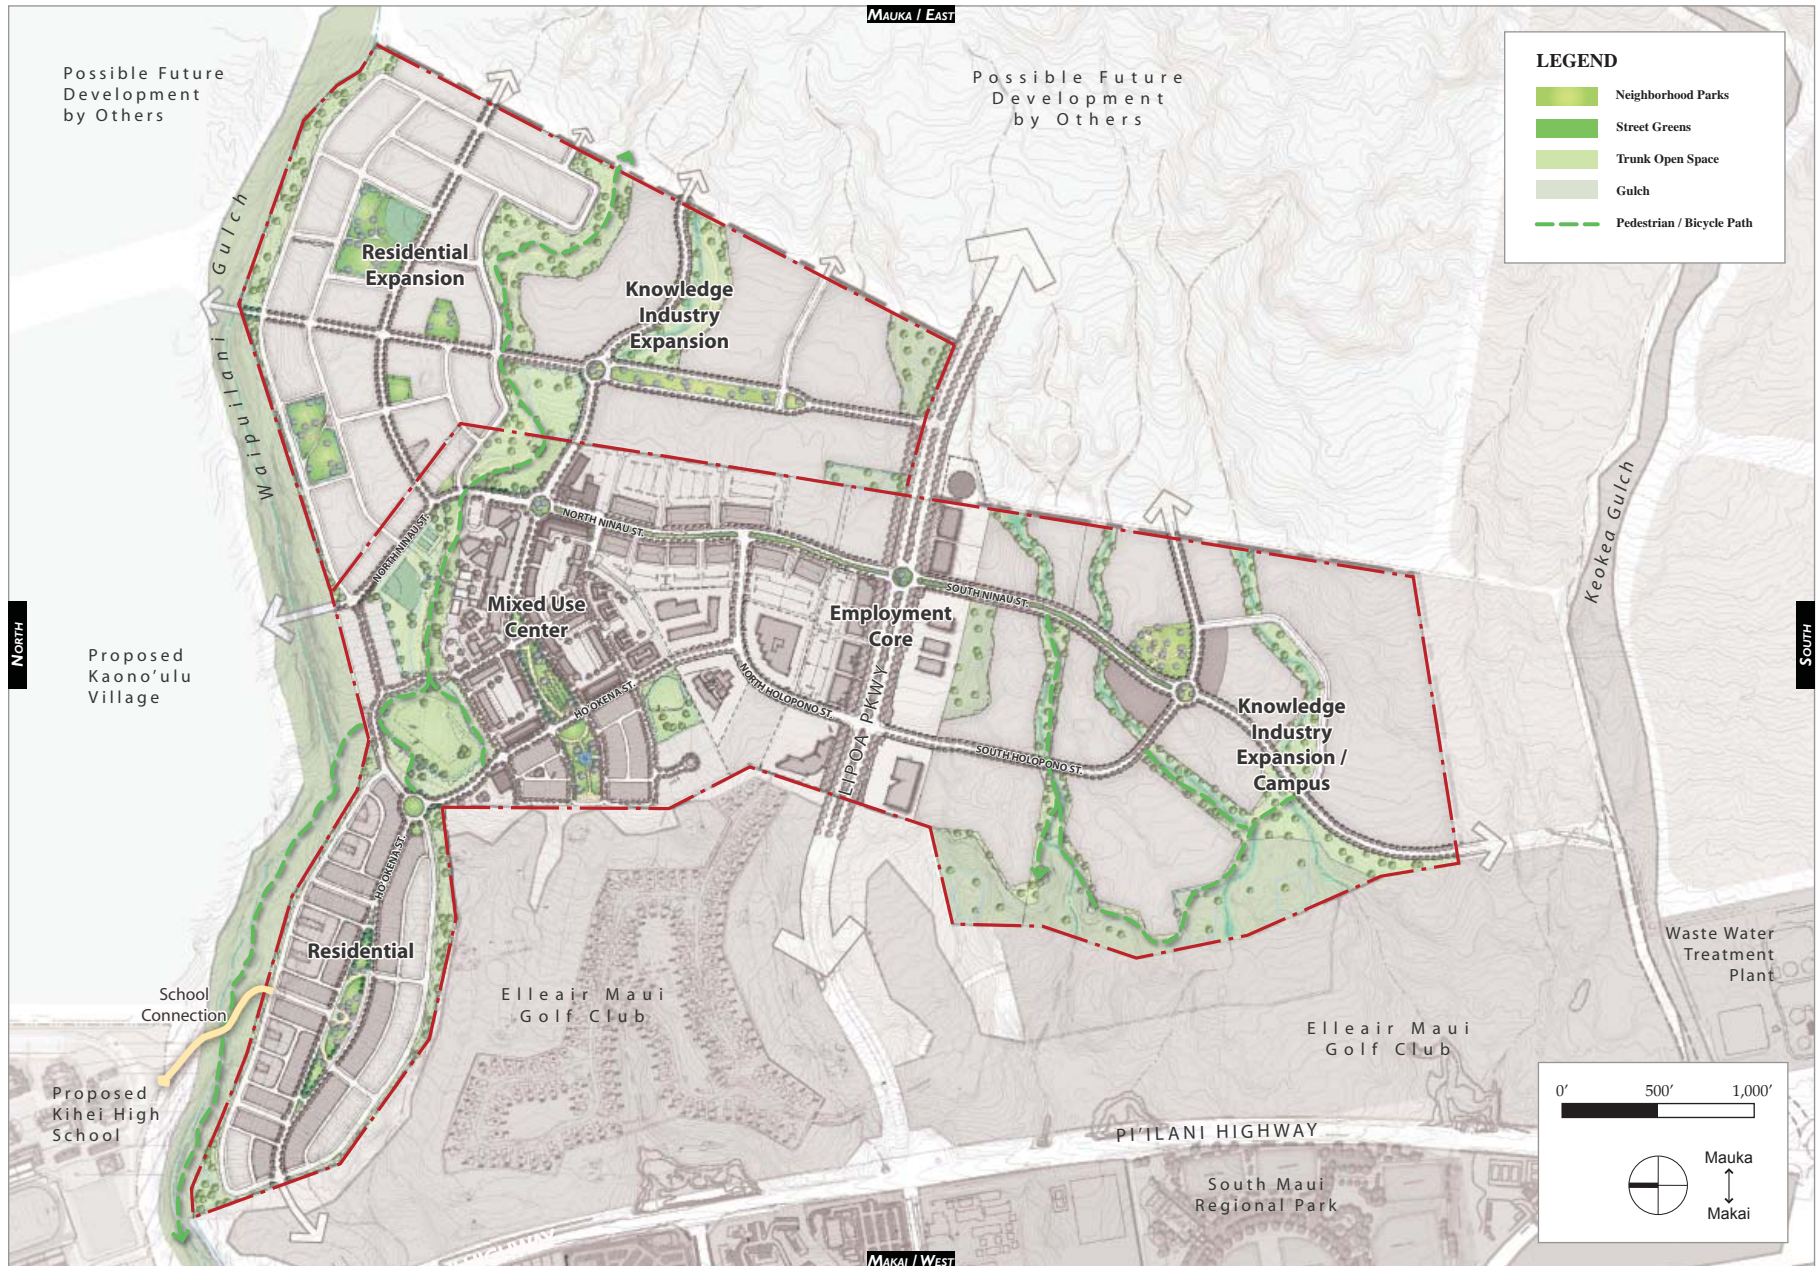 MAUKA / EAST
Possible Future
Development
by Others
Possible Future
Development
by Others
LEGEND
Neighborhood Parks
Street Greens
Trunk Open Space
Gulch
Pedestrian / Bicycle Path
Waipuilani Gulch
Residential
Expansion
Knowledge
Industry
Expansion
Keokea Gulch
NORTH NINAU ST.
NORTH NINAU ST.
SOUTH NINAU ST.
Mixed Use
Center
Employment
Core
NORTH
SOUTH
Proposed
Kaono'ulu
Village
HO'OKENA ST.
NORTH HOLOPONO ST.
LIPOA PKWY
SOUTH HOLOPONO ST.
Knowledge
Industry
Expansion /
Campus
HO'OKENA ST.
Residential
School
Connection
Elleair Maui
Golf Club
Waste Water
Treatment
Plant
Elleair Maui
Golf Club
Proposed
Kihei High
School
PI'ILANI HIGHWAY
South Maui
Regional Park
HIGHWAY
0' 500' 1,000'
Mauka
Makai
MAKAI / WEST